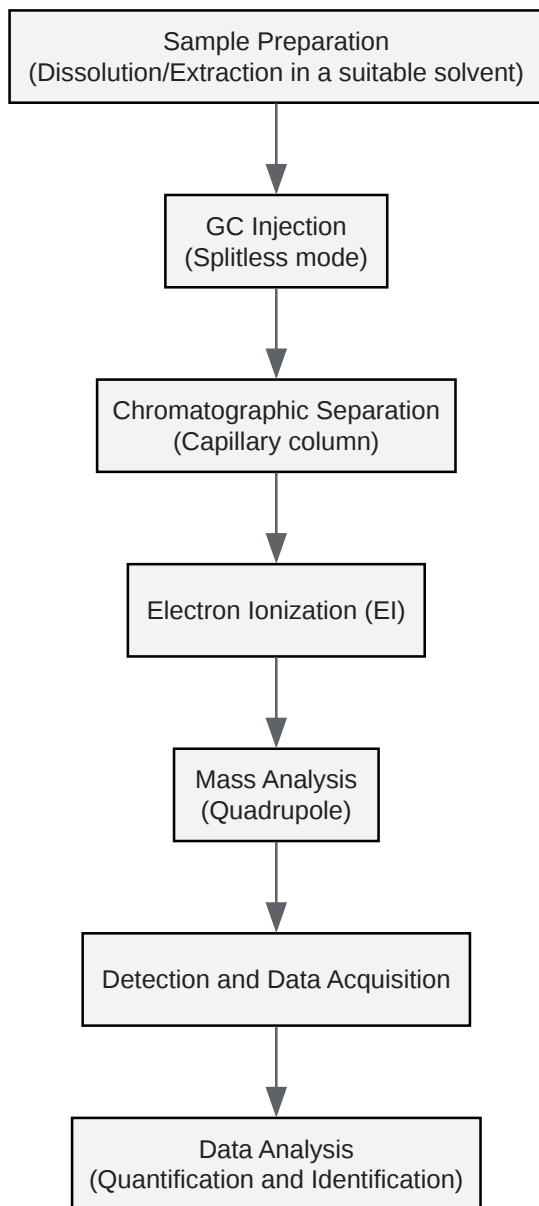 Sample Preparation
(Dissolution/Extraction in a suitable solvent)
GC Injection
(Splitless mode)
Chromatographic Separation
(Capillary column)
Electron Ionization (EI)
Mass Analysis
(Quadrupole)
Detection and Data Acquisition
Data Analysis
(Quantification and Identification)